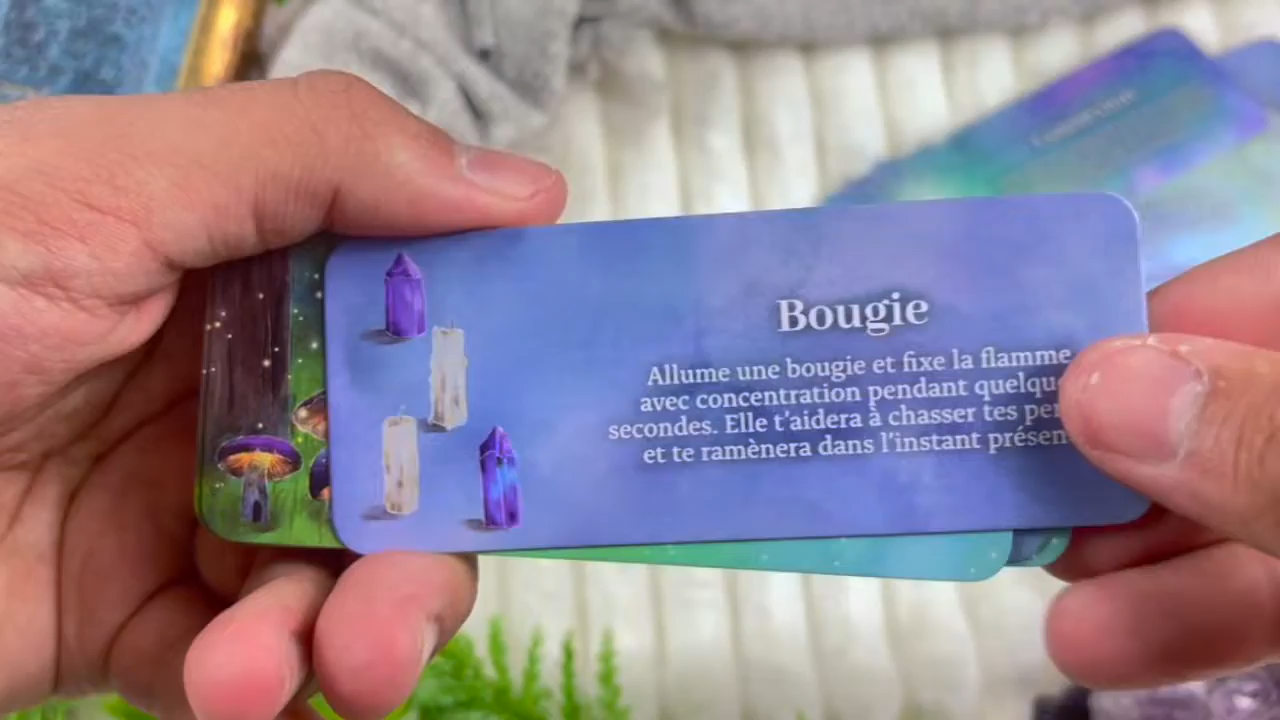 Bougie
Allume une bougie et fixe la flamme
avec concentration pendant
secondes. Elle t'aidera à chasser tes
et te ramènera dans l'instant